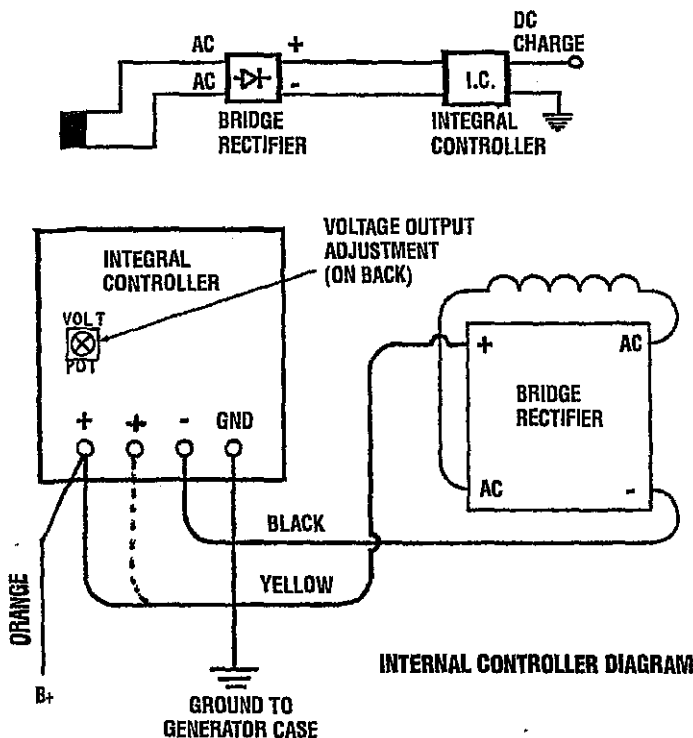 DC
CHARGE
AC
+
AC
-
I.C.
BRIDGE
RECTIFIER
INTEGRAL
CONTROLLER
VOLTAGE OUTPUT
ADJUSTMENT
(ON BACK)
INTEGRAL
CONTROLLER
VOLT
POT
+ + - GND
+ AC
BRIDGE
RECTIFIER
AC -
BLACK
YELLOW
ORANGE
B+
GROUND TO
GENERATOR CASE
INTERNAL CONTROLLER DIAGRAM